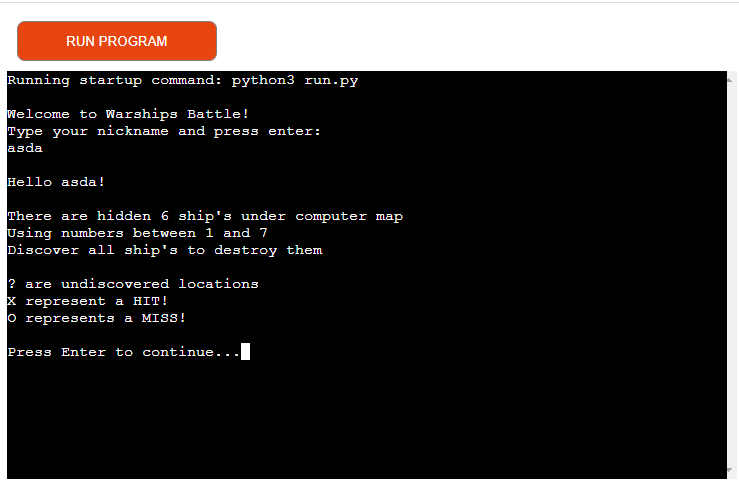 RUN PROGRAM
Running startup command: python3 run.py
Welcome to Warships Battle!
Type your nickname and press enter:
asda
Hello asda!
There are hidden 6 ship's under computer map
Using numbers between 1 and 7
Discover all ship's to destroy them
? are undiscovered locations
X represent a HIT!
O represents a MISS!
Press Enter to continue...